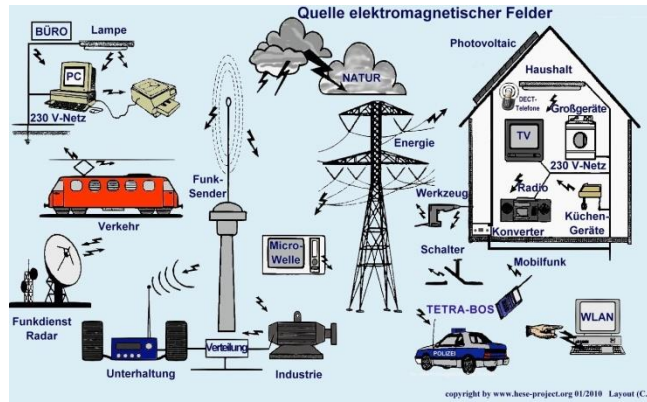 Quelle elektromagnetischer Felder
BÜRO
Lampe
PC
230 V-Netz
NATUR
Photovoltaic
Haushalt
DECT-
Telefone
Großgeräte
TV
230 V-Netz
Radio
Konverter
Küchen-
Geräte
Energie
Funk-
Sender
Verkehr
Werkzeug
Micro-
Welle
Schalter
Mobilfunk
Funkdienst
Radar
TETRA-BOS
WLAN
POLIZEI
Unterhaltung
Verteilung
Industrie
copyright by www.hese-project.org 01/2010 Layout (C.